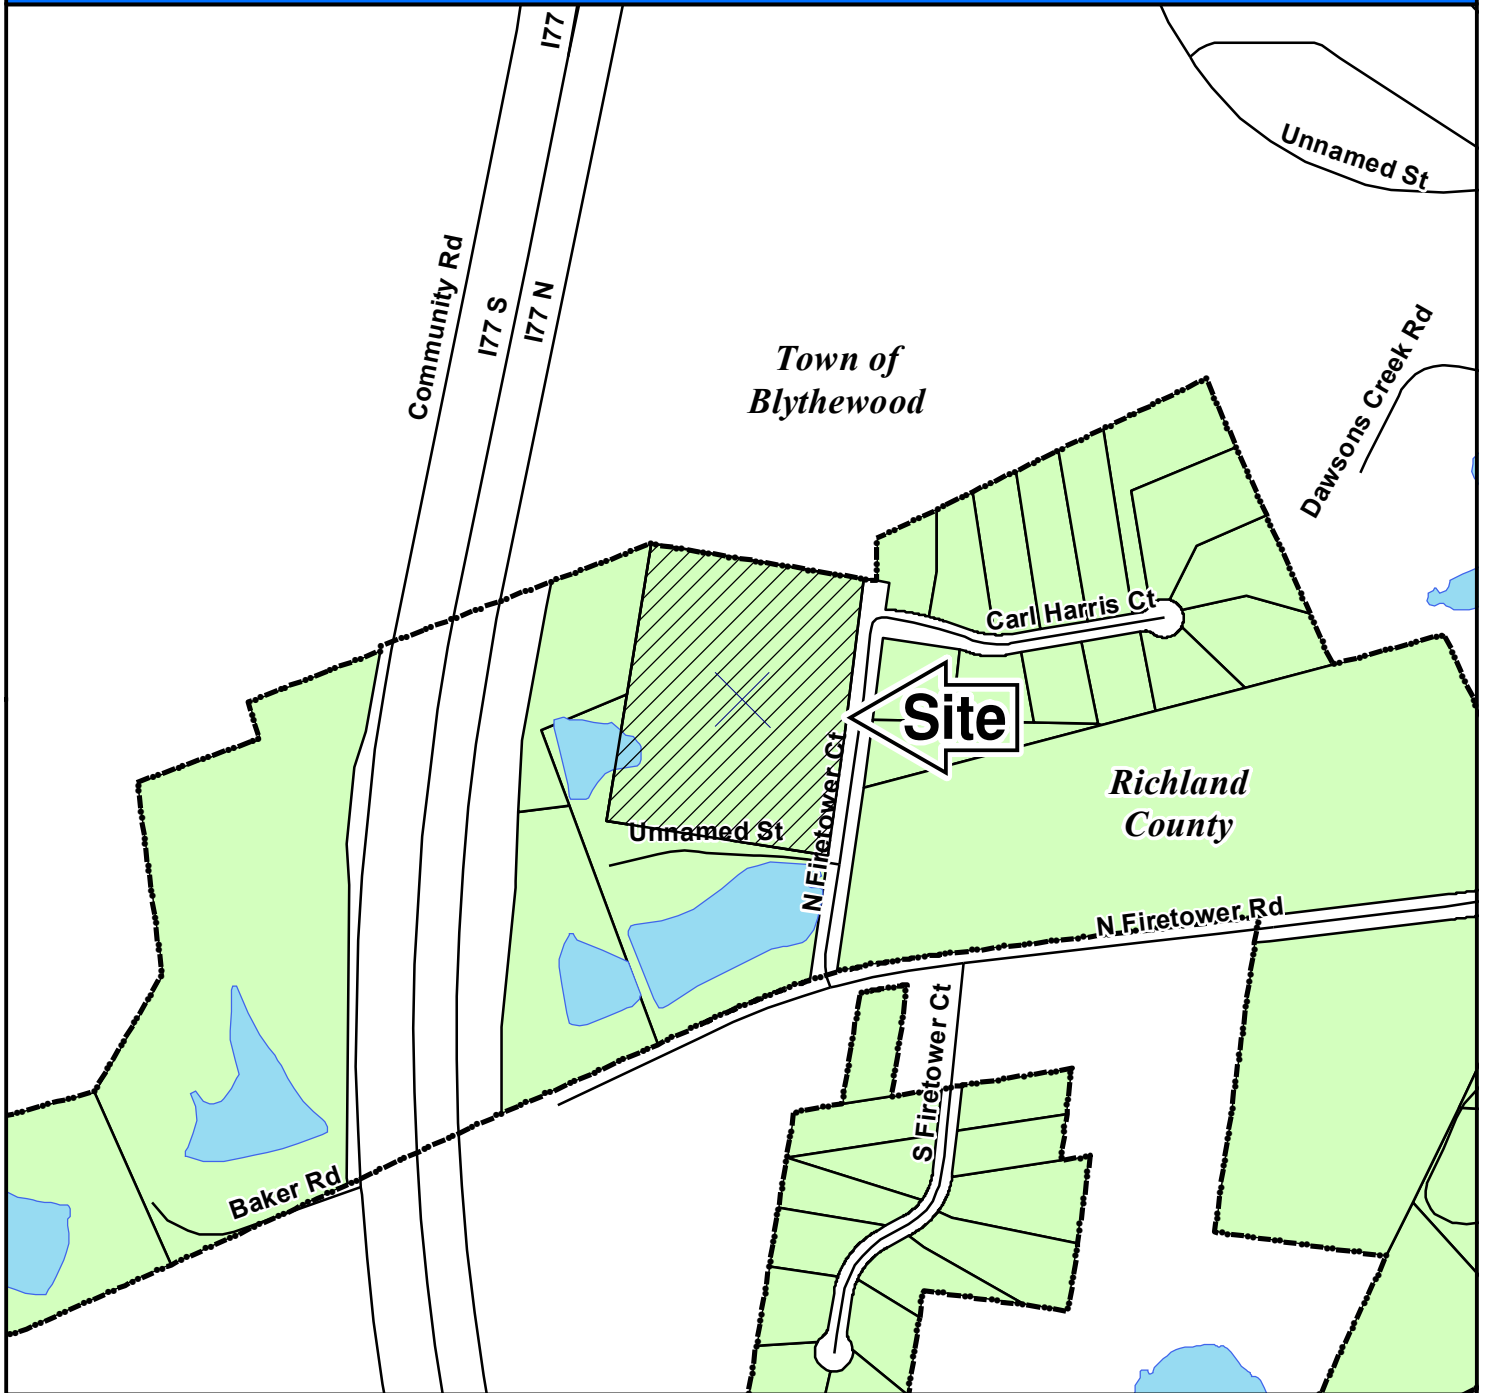 I77
Unnamed St
Community Rd
I77 S
I77 N
Dawsons Creek Rd
Town of
Blythewood
Carl Harris Ct
Site
N Firetower Ct
Richland
County
Unnamed St
N Firetower Rd
S Firetower Ct
Baker Rd